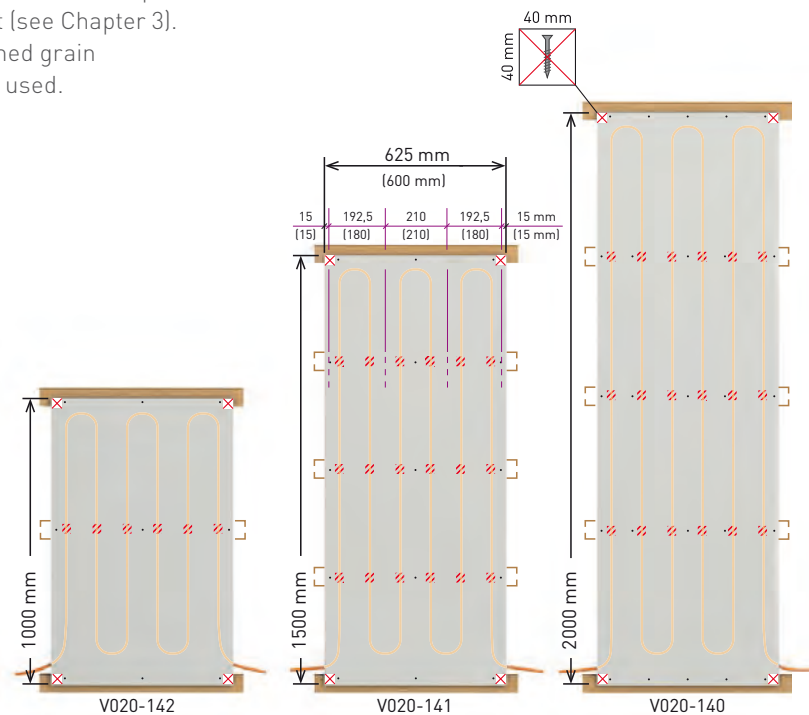 t (see Chapter 3).
ned grain
used.
40 mm
40 mm
625 mm
(600 mm)
15 192,5 210 192,5 15 mm
(15) (180) (210) (180) (15 mm)
1000 mm
1500 mm
2000 mm
V020-142 V020-141 V020-140